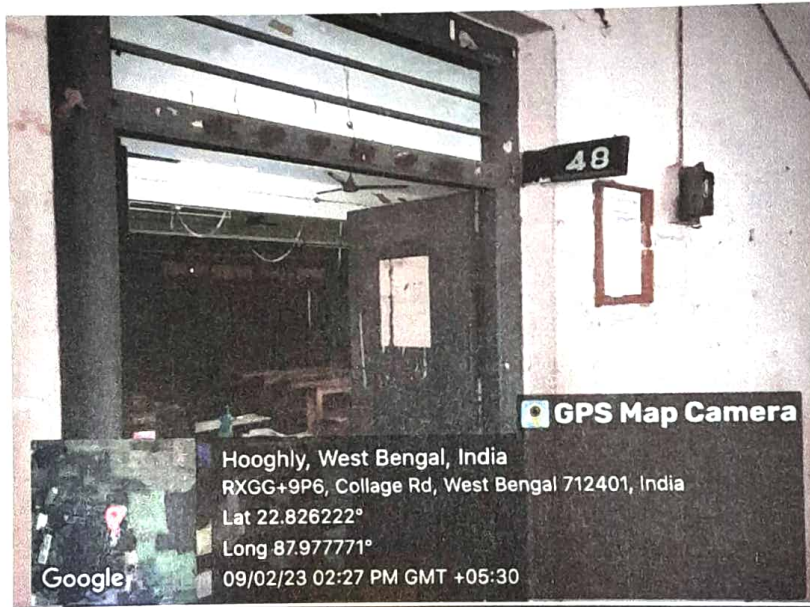 48
GPS Map Camera
Hooghly, West Bengal, India
RXGG+9P6, Collage Rd, West Bengal 712401, India
Lat 22.826222°
Long 87.977771°
09/02/23 02:27 PM GMT +05:30
Google